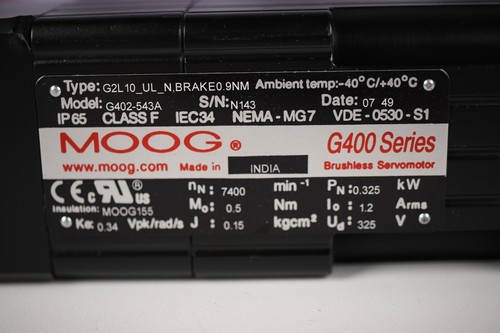 Type: G2L10_UL_N,BRAKE0.9NM Ambient temp:-40°C/+40°C
Model: G402-543A S/N: N143 Date: 07 49
IP65 CLASS F IEC34 NEMA-MG7 VDE-0530-S1
MOOG® G400 Series
www.moog.com Made in INDIA Brushless Servomotor
CE c RU ® US nN: 7400 min⁻¹ PN: 0.325 kW
Insulation: MOOG155 Mo: 0.5 Nm Io: 1.2 Arms
Ke: 0.34 Vpk/rad/s J : 0.15 kgcm² Ud: 325 V